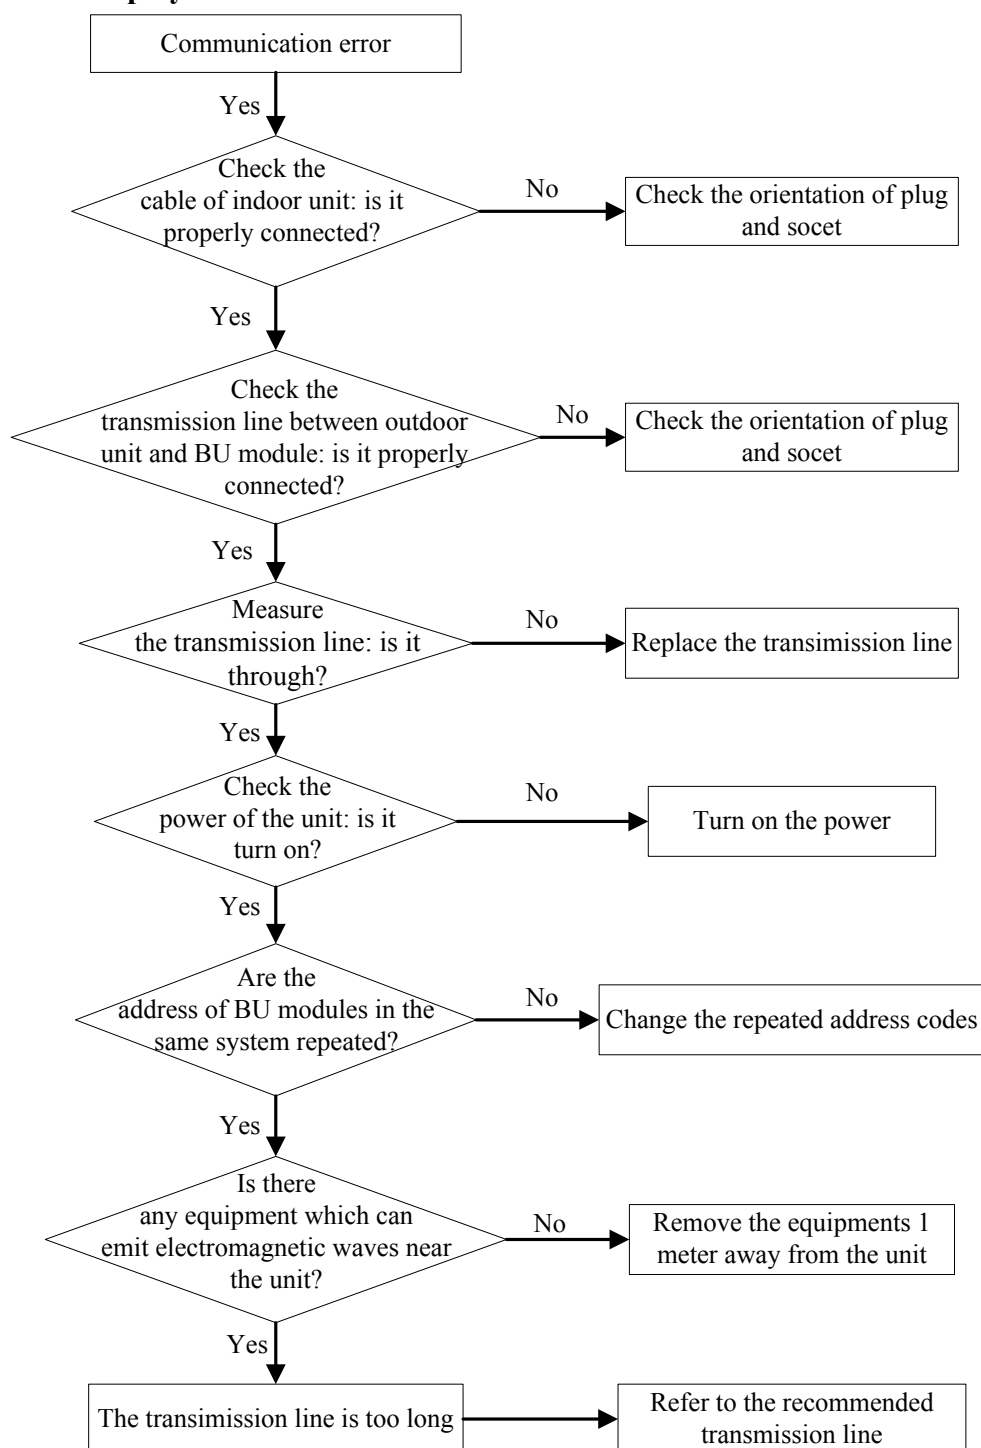 Communication error
Yes
Check the
cable of indoor unit: is it
properly connected?
No
Check the orientation of plug
and socet
Yes
Check the
transmission line between outdoor
unit and BU module: is it properly
connected?
No
Check the orientation of plug
and socet
Yes
Measure
the transmission line: is it
through?
No
Replace the transimission line
Yes
Check the
power of the unit: is it
turn on?
No
Turn on the power
Yes
Are the
address of BU modules in the
same system repeated?
No
Change the repeated address codes
Yes
Is there
any equipment which can
emit electromagnetic waves near
the unit?
No
Remove the equipments 1
meter away from the unit
Yes
The transimission line is too long
Refer to the recommended
transmission line